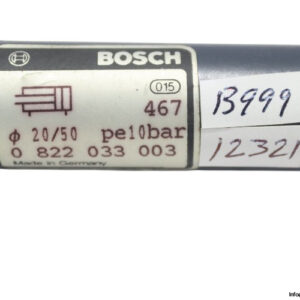 BOSCH
015
467
B999
φ 20/50 pe10bar
12321
0 822 033 003
Made in Germany